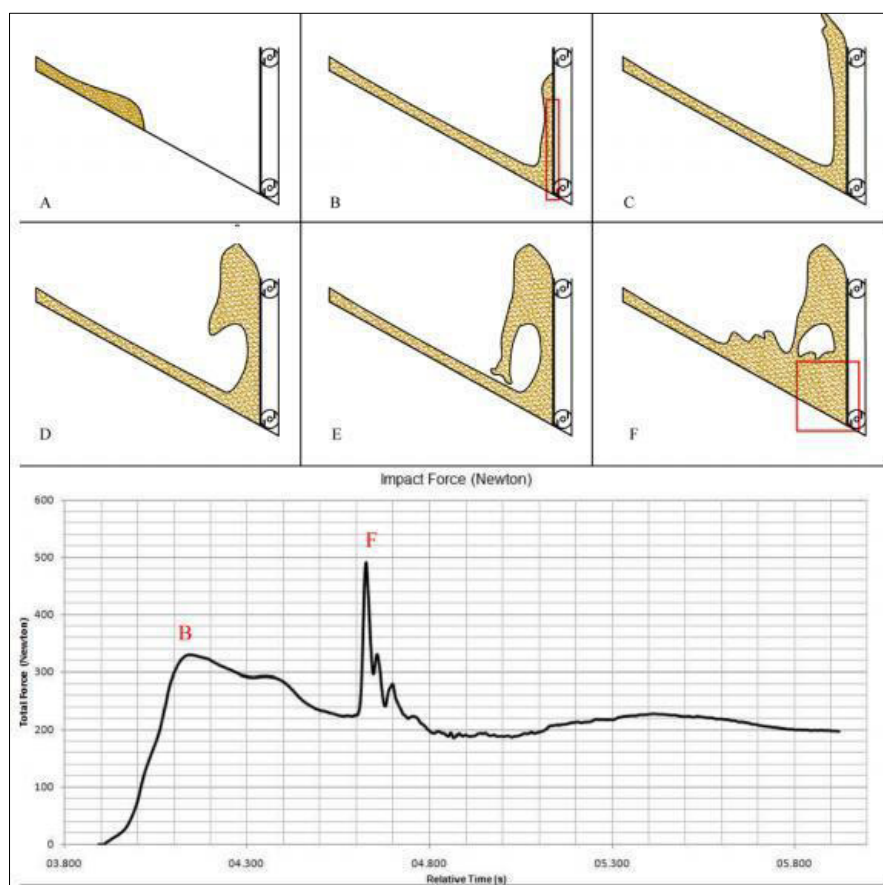 A
B
C
D
E
F
Impact Force (Newton)
600
500
400
300
200
100
0
Total Force (Newton)
B
F
03.800 04.300 04.800 05.300 05.800
Relative Time (s)